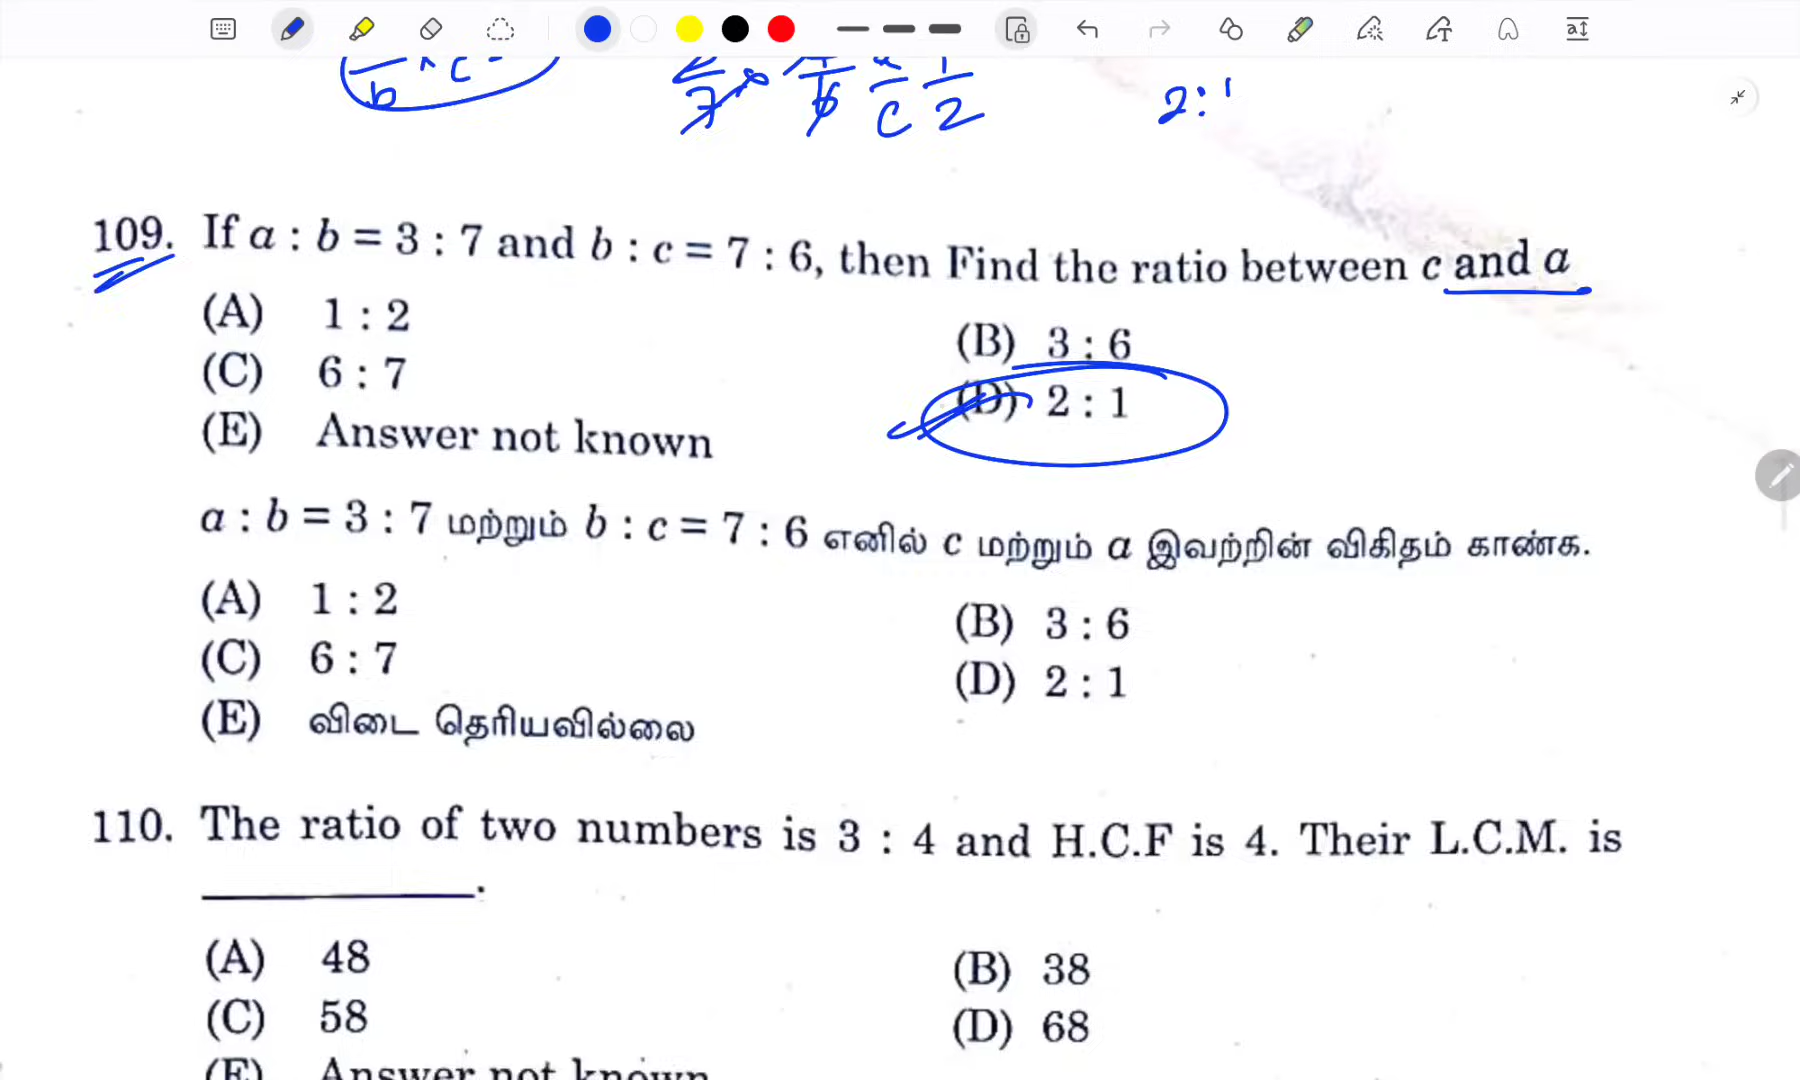 2:1
109. If a : b = 3 : 7 and b : c = 7 : 6, then Find the ratio between c and a
(A) 1 : 2
(B) 3 : 6
(C) 6 : 7
(D) 2 : 1
(E) Answer not known
a : b = 3 : 7 மற்றும் b : c = 7 : 6 எனில் c மற்றும் a இவற்றின் விகிதம் காண்க.
(A) 1 : 2
(B) 3 : 6
(C) 6 : 7
(D) 2 : 1
(E) விடை தெரியவில்லை
110. The ratio of two numbers is 3 : 4 and H.C.F is 4. Their L.C.M. is
________.
(A) 48
(B) 38
(C) 58
(D) 68
(E) Answer not known